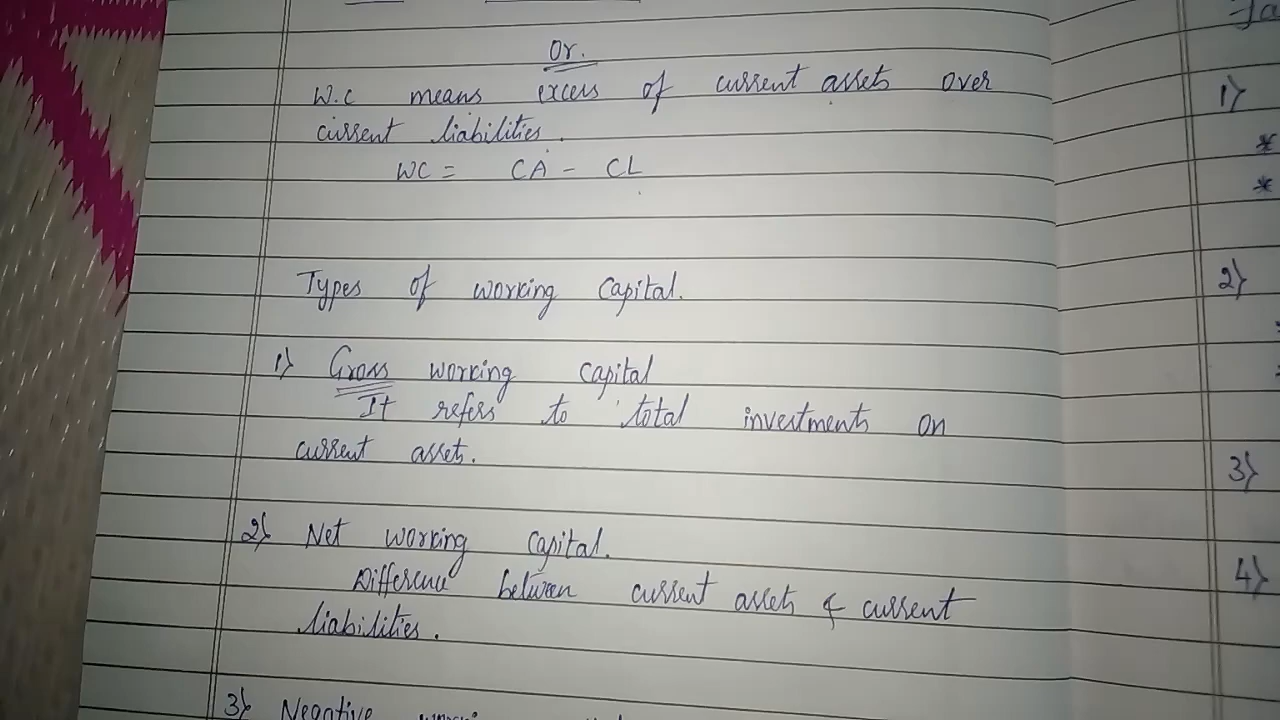 Or.
W.C means excess of current assets over
current liabilities.
WC = CA - CL
Types of working Capital.
1} Gross working capital
It refers to total investments on
current assets.
2} Net working Capital.
Difference between current assets & current
liabilities.
3} Negative
1}
*
*
2}
3}
4}